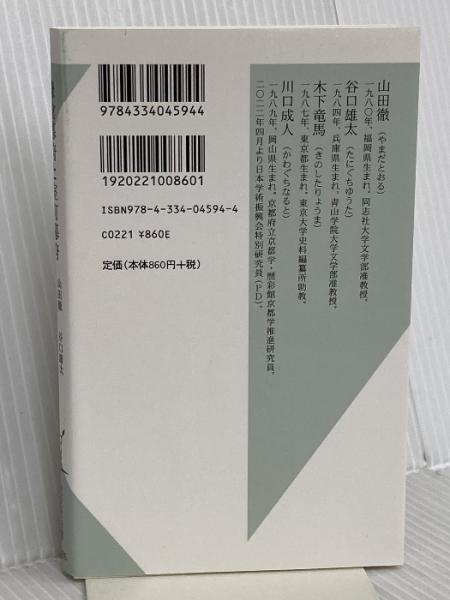 山田徹（やまだとおる）
一九八〇年、福岡県生まれ。同志社大学文学部准教授。
谷口雄太（たにぐちゆうた）
一九八四年、兵庫県生まれ。青山学院大学文学部准教授。
木下竜馬（きのしたりょうま）
一九八七年、東京都生まれ。東京大学史料編纂所助教。
川口成人（かわぐちなると）
一九八九年、岡山県生まれ。京都府立京都学・歴彩館京都学推進研究員。
二〇二二年四月より日本学術振興会特別研究員（PD）。
9784334045944
1920221008601
ISBN978-4-334-04594-4
C0221 ¥860E
定価（本体860円＋税）
山田徹 谷口雄太